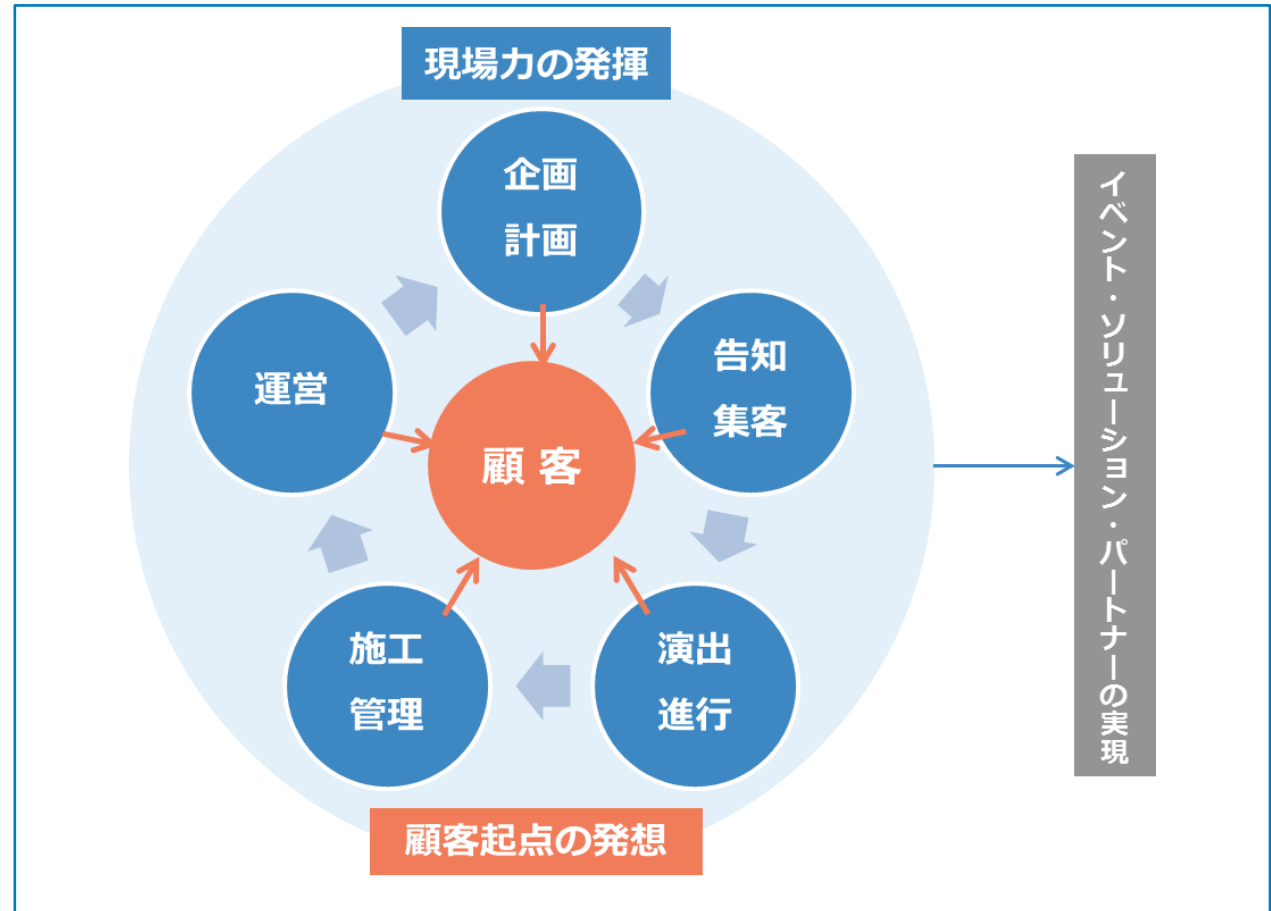 現場力の発揮
企画
計画
告知
集客
運営
顧 客
施工
管理
演出
進行
顧客起点の発想
イベント・ソリューション・パートナーの実現